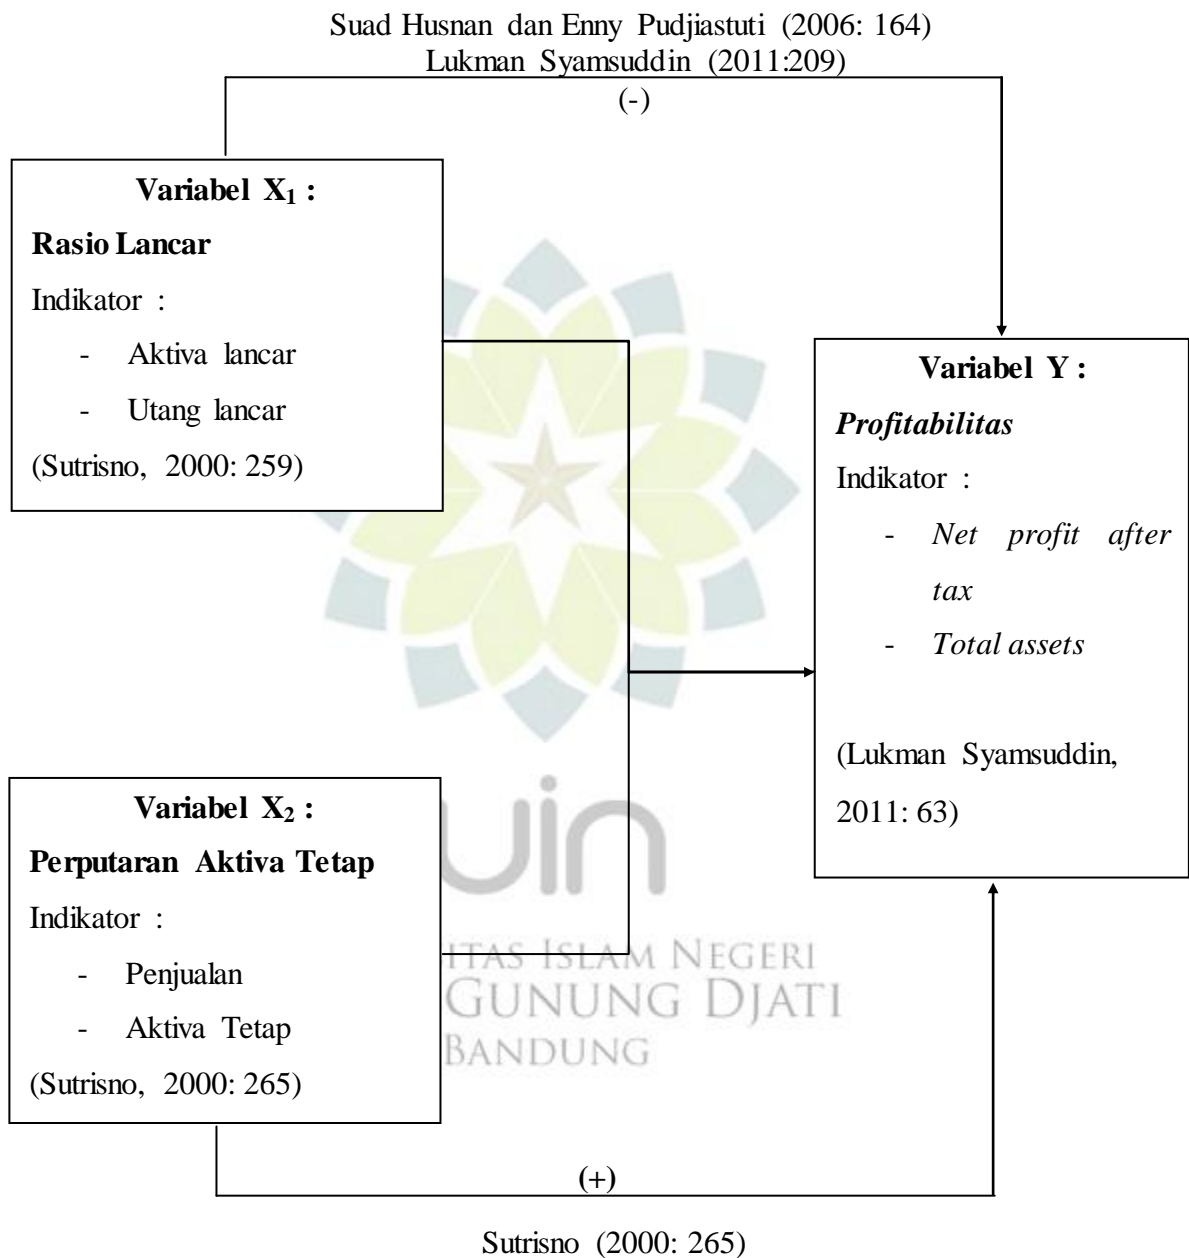 Suad Husnan dan Enny Pudjiastuti (2006: 164)
Lukman Syamsuddin (2011:209)
(-)
Variabel X₁ :
Rasio Lancar
Indikator :
- Aktiva lancar
- Utang lancar
(Sutrisno, 2000: 259)
Variabel Y :
Profitabilitas
Indikator :
- Net profit after
tax
- Total assets
(Lukman Syamsuddin,
2011: 63)
Variabel X₂ :
Perputaran Aktiva Tetap
Indikator :
- Penjualan
- Aktiva Tetap
(Sutrisno, 2000: 265)
uin
ITAS ISLAM NEGERI
GUNUNG DJATI
BANDUNG
(+)
Sutrisno (2000: 265)